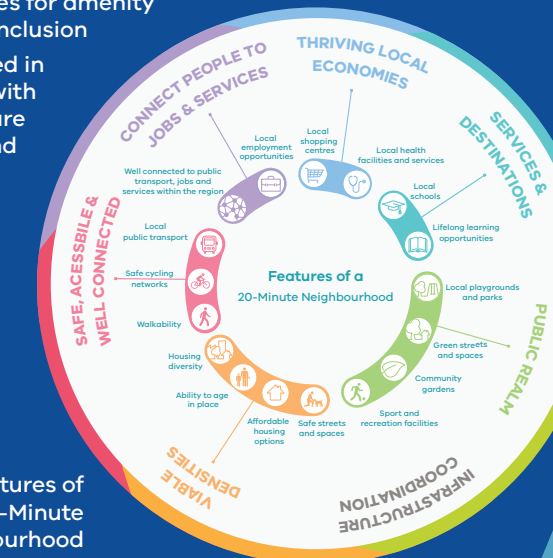 es for amenity
nclusion
ed in
with
are
nd
CONNECT PEOPLE TO
JOBS & SERVICES
THRIVING LOCAL
ECONOMIES
SERVICES &
DESTINATIONS
PUBLIC REALM
INFRASTRUCTURE
COORDINATION
VIABLE
DENSITIES
SAFE, ACESSBILE &
WELL CONNECTED
Local
employment
opportunities
Well connected to public
transport, jobs and
services within the region
Local
shopping
centres
Local health
facilities and services
Local
schools
Lifelong learning
opportunities
Local playgrounds
and parks
Green streets
and spaces
Community
gardens
Sport and
recreation facilities
Safe streets
and spaces
Affordable
housing
options
Ability to age
in place
Housing
diversity
Walkability
Safe cycling
networks
Local
public transport
Features of a
20-Minute Neighbourhood
tures of
-Minute
ourhood